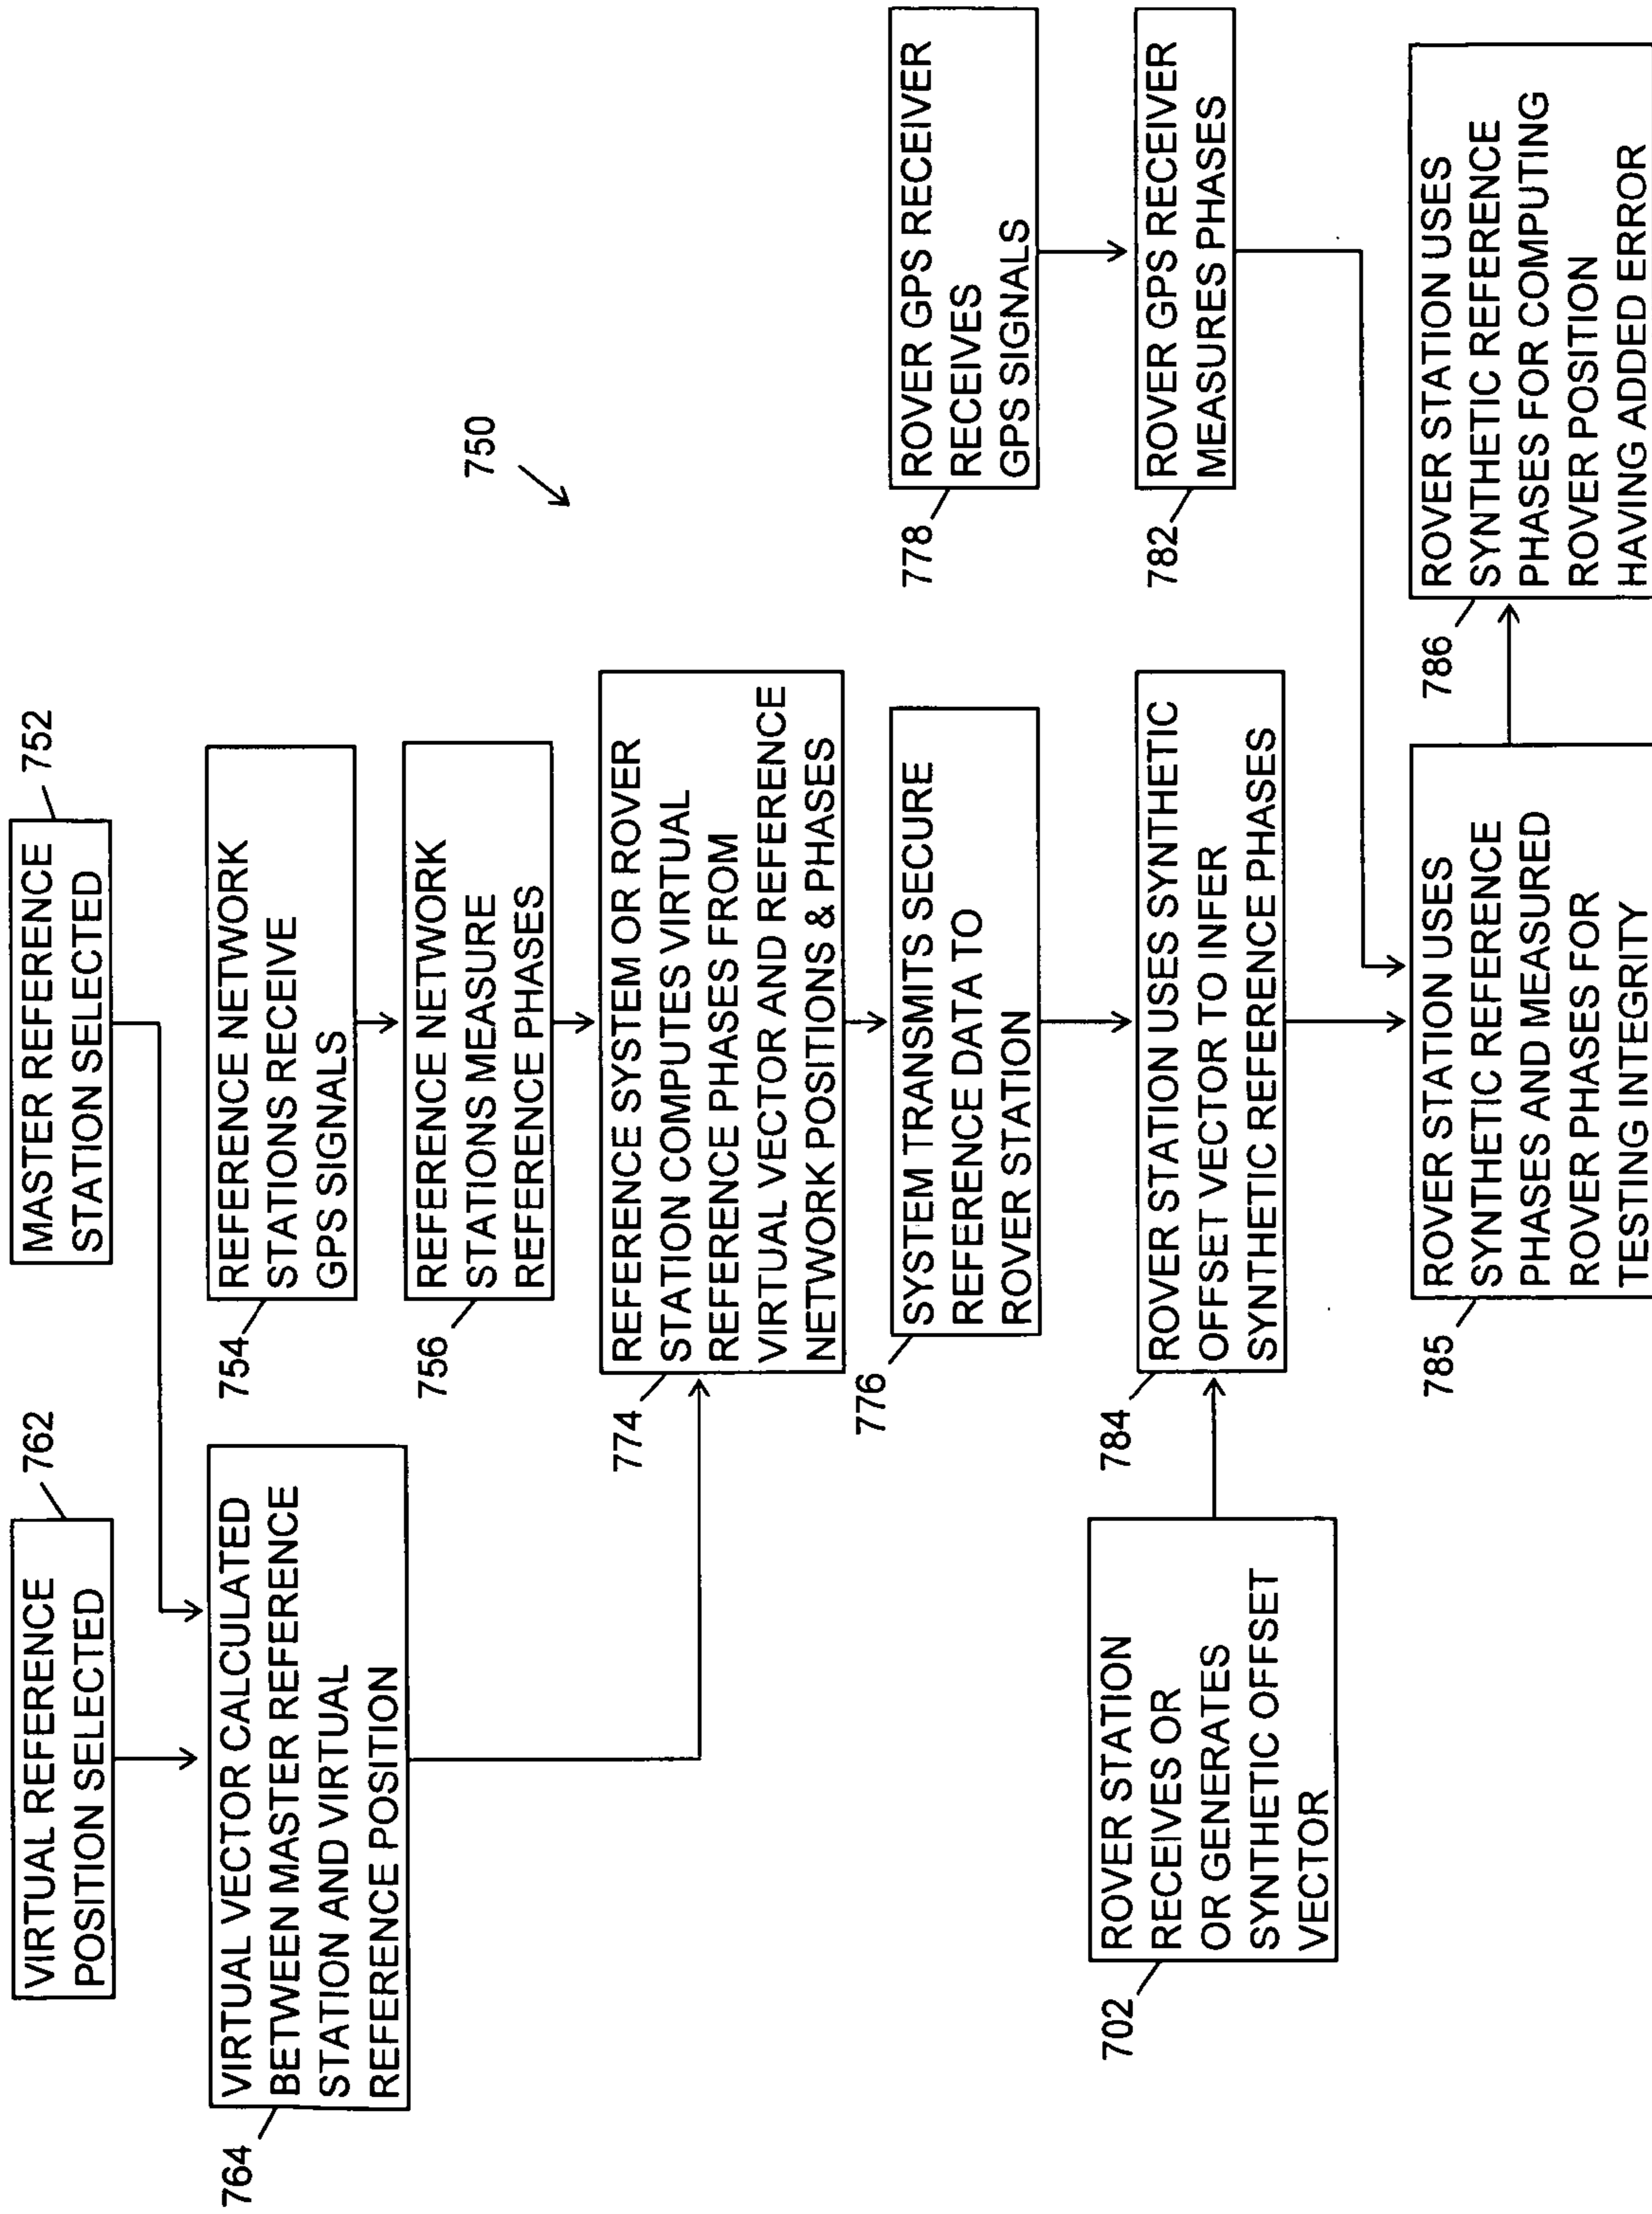 762
VIRTUAL REFERENCE
POSITION SELECTED
752
MASTER REFERENCE
STATION SELECTED
764
VIRTUAL VECTOR CALCULATED
BETWEEN MASTER REFERENCE
STATION AND VIRTUAL
REFERENCE POSITION
754
REFERENCE NETWORK
STATIONS RECEIVE
GPS SIGNALS
756
REFERENCE NETWORK
STATIONS MEASURE
REFERENCE PHASES
750
774
REFERENCE SYSTEM OR ROVER
STATION COMPUTES VIRTUAL
REFERENCE PHASES FROM
VIRTUAL VECTOR AND REFERENCE
NETWORK POSITIONS & PHASES
776
SYSTEM TRANSMITS SECURE
REFERENCE DATA TO
ROVER STATION
778
ROVER GPS RECEIVER
RECEIVES
GPS SIGNALS
702
ROVER STATION
RECEIVES OR
OR GENERATES
SYNTHETIC OFFSET
VECTOR
784
ROVER STATION USES SYNTHETIC
OFFSET VECTOR TO INFER
SYNTHETIC REFERENCE PHASES
782
ROVER GPS RECEIVER
MEASURES PHASES
785
ROVER STATION USES
SYNTHETIC REFERENCE
PHASES AND MEASURED
ROVER PHASES FOR
TESTING INTEGRITY
786
ROVER STATION USES
SYNTHETIC REFERENCE
PHASES FOR COMPUTING
ROVER POSITION
HAVING ADDED ERROR